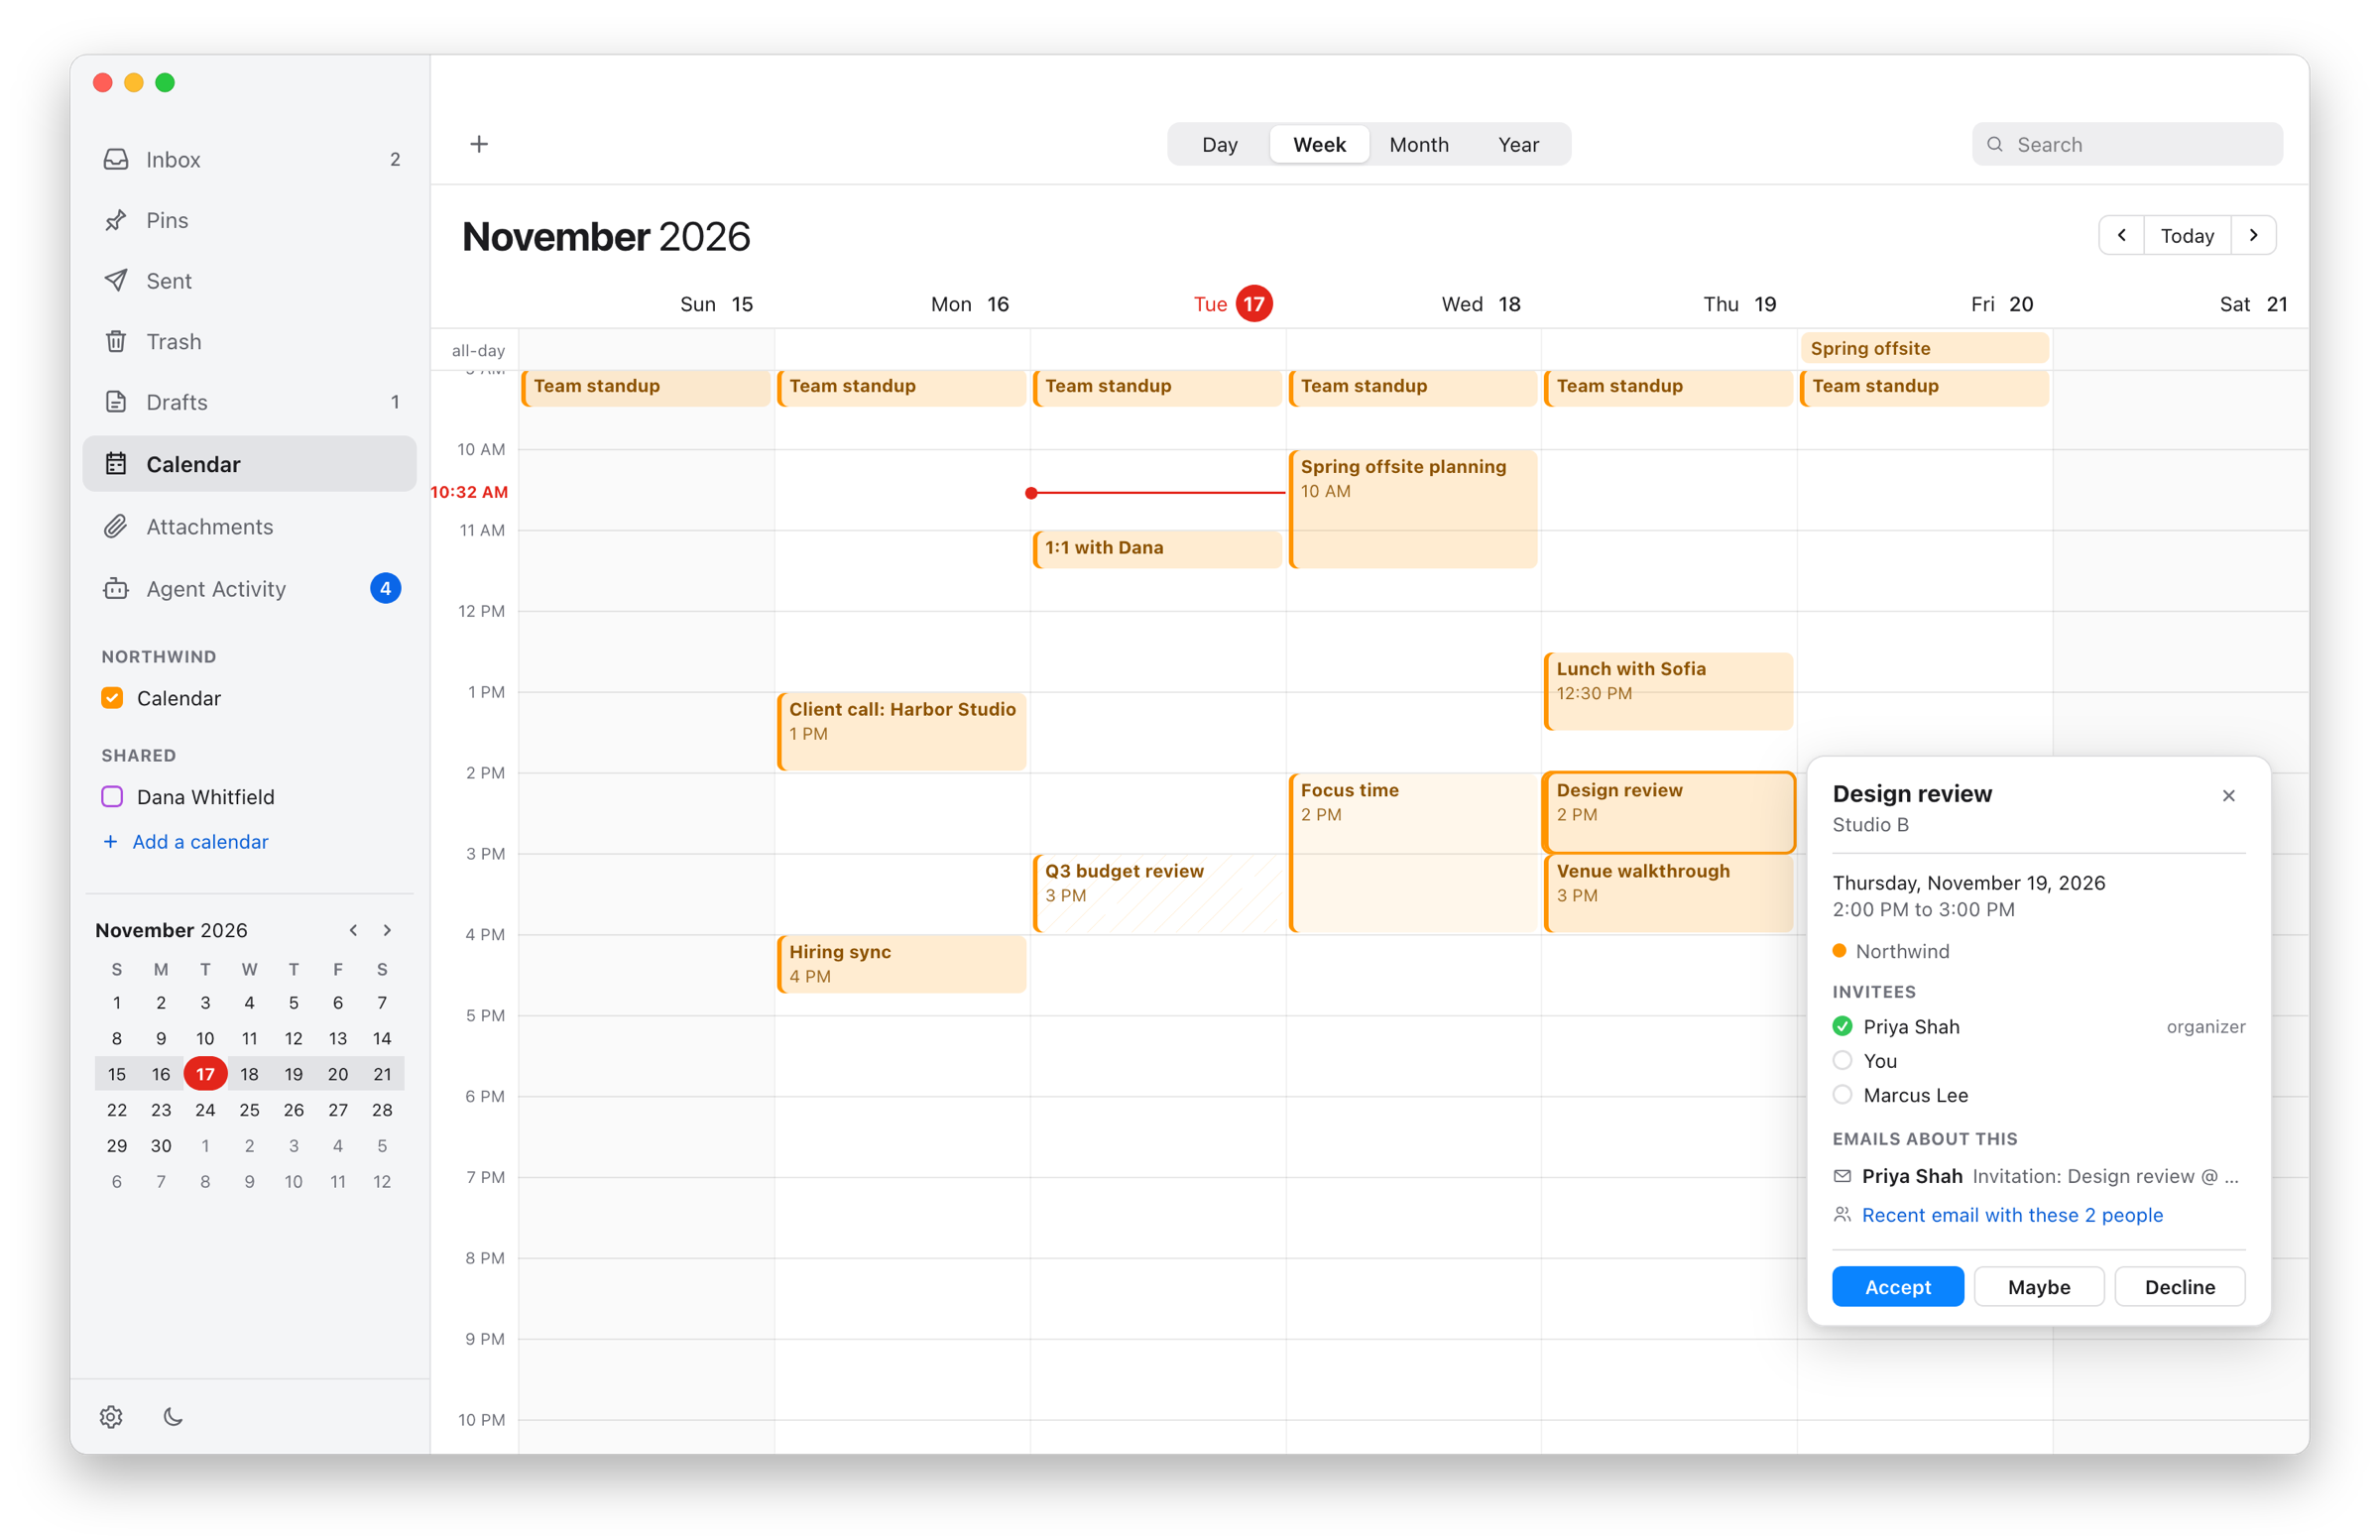 Inbox 2
Pins
Sent
Trash
Drafts 1
Calendar
Attachments
Agent Activity 4
NORTHWIND
Calendar
SHARED
Dana Whitfield
+ Add a calendar
November 2026
S M T W T F S
1 2 3 4 5 6 7
8 9 10 11 12 13 14
15 16 17 18 19 20 21
22 23 24 25 26 27 28
29 30 1 2 3 4 5
6 7 8 9 10 11 12
Day Week Month Year
Search
November 2026
Today
Sun 15 Mon 16 Tue 17 Wed 18 Thu 19 Fri 20 Sat 21
all-day Spring offsite
Team standup Team standup Team standup Team standup Team standup Team standup
10 AM
Spring offsite planning
10:32 AM 10 AM
11 AM
1:1 with Dana
12 PM
Lunch with Sofia
1 PM 12:30 PM
Client call: Harbor Studio
1 PM
2 PM
Focus time Design review
2 PM 2 PM
3 PM
Q3 budget review Venue walkthrough
3 PM 3 PM
4 PM
Hiring sync
4 PM
5 PM
6 PM
7 PM
8 PM
9 PM
10 PM
Design review
Studio B
Thursday, November 19, 2026
2:00 PM to 3:00 PM
Northwind
INVITEES
Priya Shah organizer
You
Marcus Lee
EMAILS ABOUT THIS
Priya Shah Invitation: Design review @ ...
Recent email with these 2 people
Accept Maybe Decline